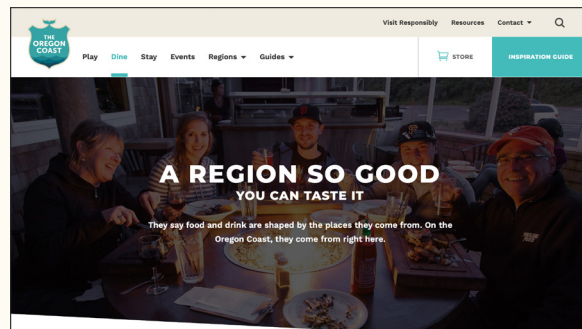 Visit Responsibly Resources Contact
THE
OREGON
COAST
Play Dine Stay Events Regions Guides
STORE
INSPIRATION GUIDE
A REGION SO GOOD
YOU CAN TASTE IT
They say food and drink are shaped by the places they come from. On the
Oregon Coast, they come from right here.